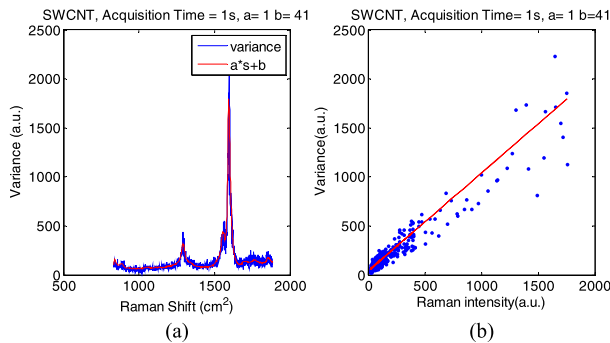 SWCNT, Acquisition Time = 1s, a= 1 b= 41
2500
2000
1500
1000
500
0
Variance (a.u.)
variance
a*s+b
500
1000
1500
2000
Raman Shift (cm²)
(a)
SWCNT, Acquisition Time= 1s, a= 1 b=41
2500
2000
1500
1000
500
0
Variance(a.u.)
0
500
1000
1500
2000
Raman intensity(a.u.)
(b)